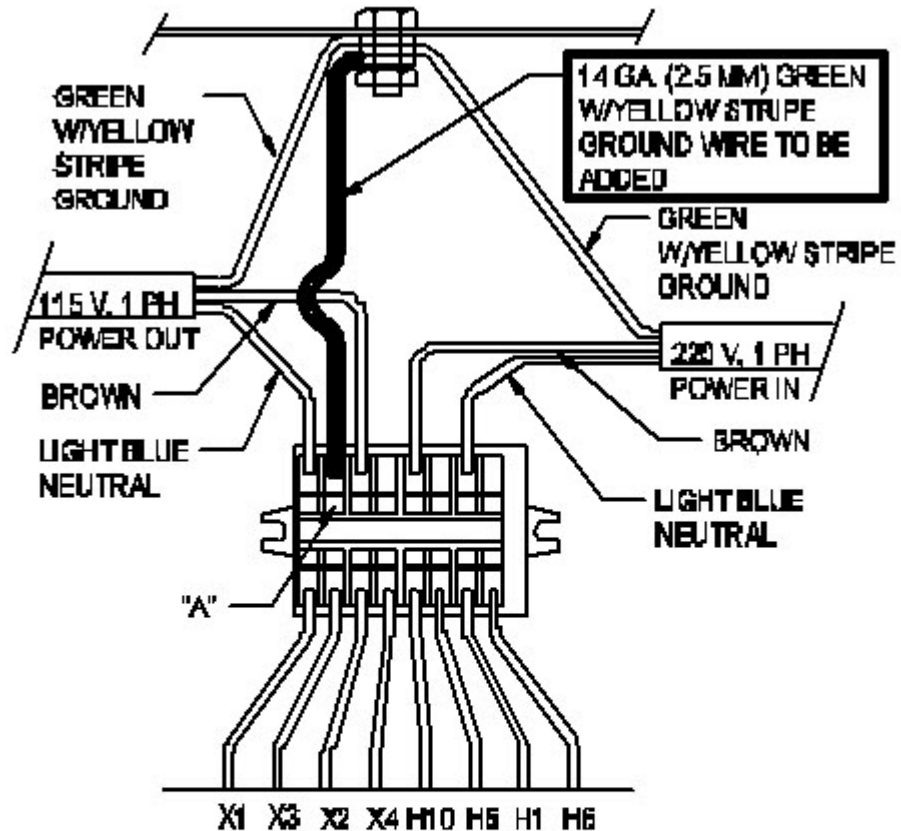 14 GA. (2.5 MM) GREEN
W/YELLOW STRIPE
GROUND WIRE TO BE
ADDED
GREEN
W/YELLOW
STRIPE
GROUND
GREEN
W/YELLOW STRIPE
GROUND
115 V, 1 PH
POWER OUT
220 V, 1 PH
POWER IN
BROWN
BROWN
LIGHT BLUE
NEUTRAL
LIGHT BLUE
NEUTRAL
"A"
X1 X3 X2 X4 H10 H5 H1 H6